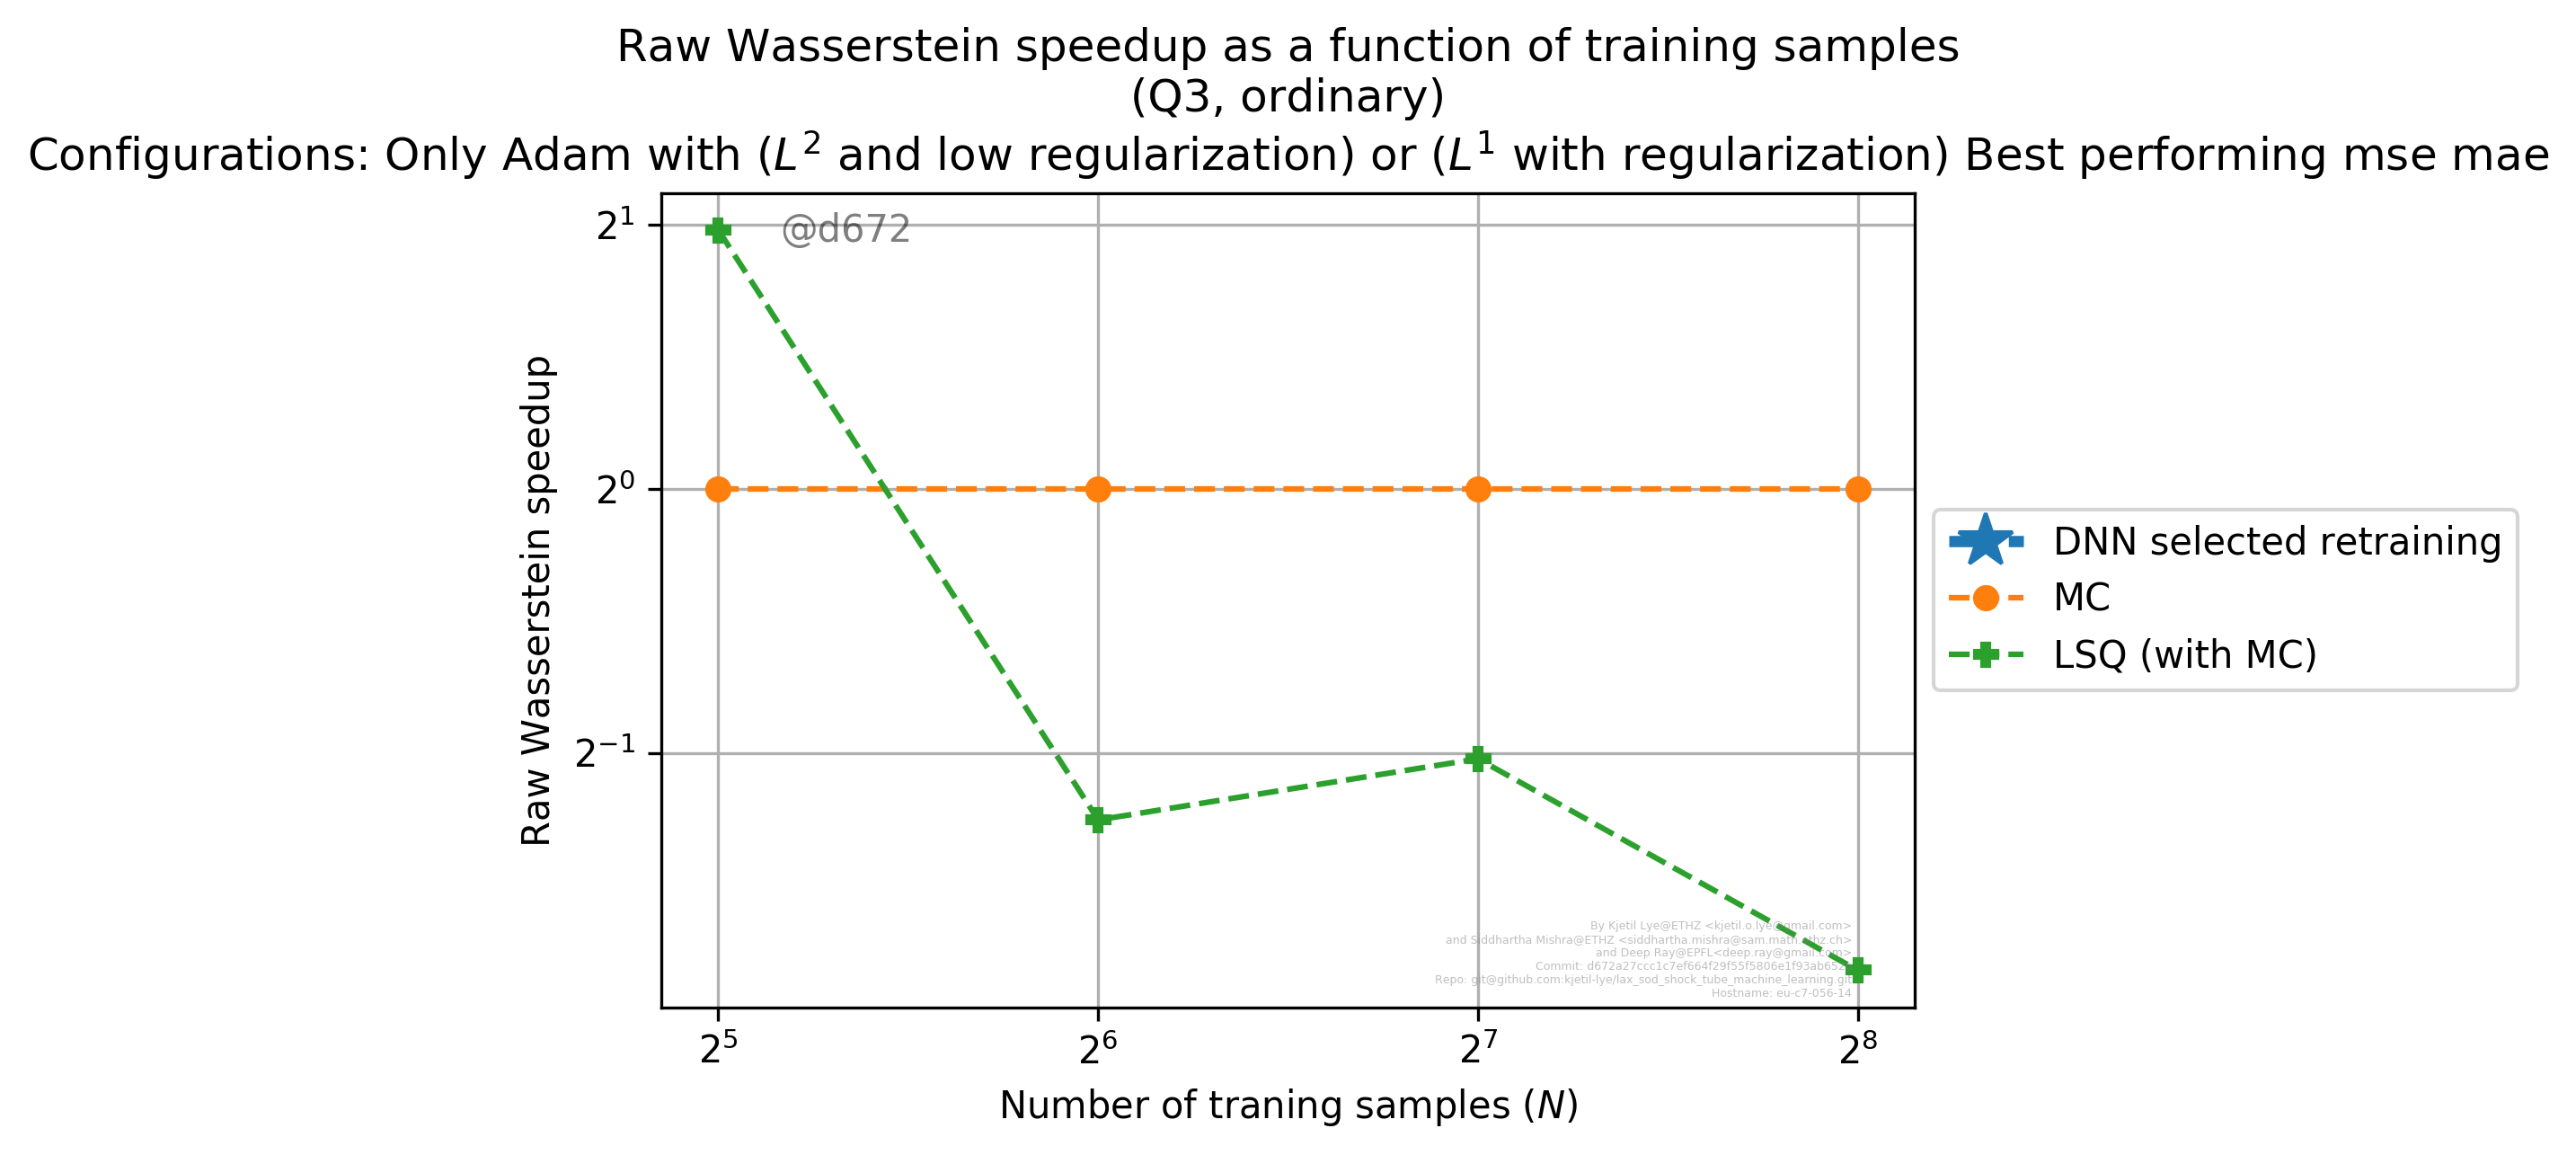 Raw Wasserstein speedup as a function of training samples
(Q3, ordinary)
Configurations: Only Adam with (L² and low regularization) or (L¹ with regularization) Best performing mse mae
2¹
@d672
2⁰
2⁻¹
Raw Wasserstein speedup
DNN selected retraining
MC
LSQ (with MC)
By Kjetil Lye@ETHZ <kjetil.o.lye@gmail.com>
and Siddhartha Mishra@ETHZ <siddhartha.mishra@sam.math.ethz.ch>
and Deep Ray@EPFL<deep.ray@gmail.com>
Commit:
Repo: git@github.com:kjetil-lye/lax_sod_shock_tube_machine_learning.git
Hostname: eu-c7-056-14
2⁵ 2⁶ 2⁷ 2⁸
Number of traning samples (N)